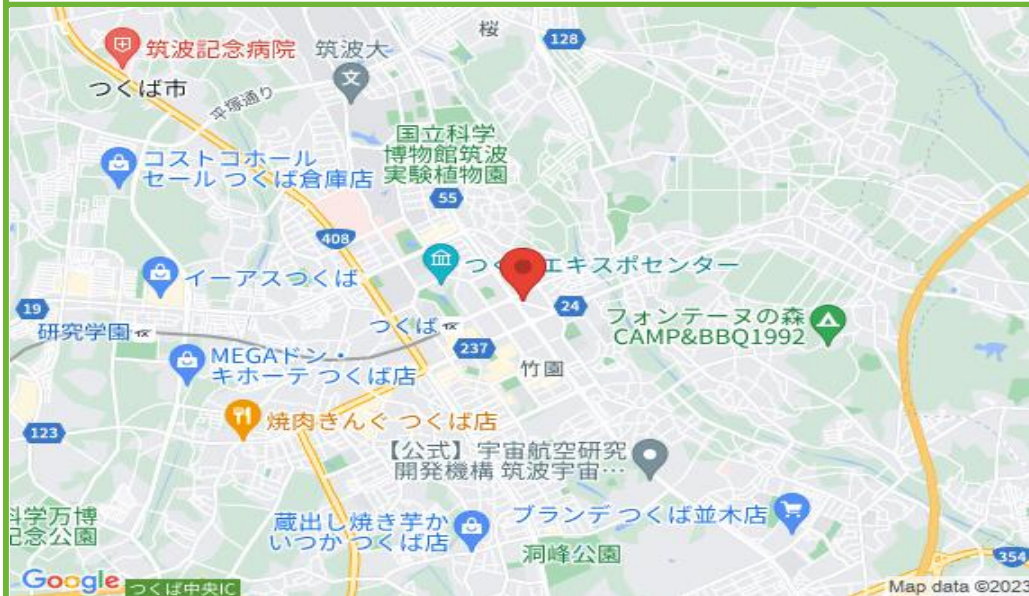 筑波記念病院
筑波大
桜
128
つくば市
平塚通り
国立科学
博物館筑波
実験植物園
コストコホール
セール つくば倉庫店
55
408
イーアスつくば
つく
エキスポセンター
19
24
研究学園
つくば
フォンテーヌの森
CAMP&BBQ1992
237
MEGAドン・
キホーテ つくば店
竹園
焼肉きんぐ つくば店
123
【公式】宇宙航空研究
開発機構 筑波宇宙…
科学万博
記念公園
蔵出し焼き芋か
いつか つくば店
ブランデ つくば並木店
洞峰公園
354
Google
つくば中央IC
Map data ©2023